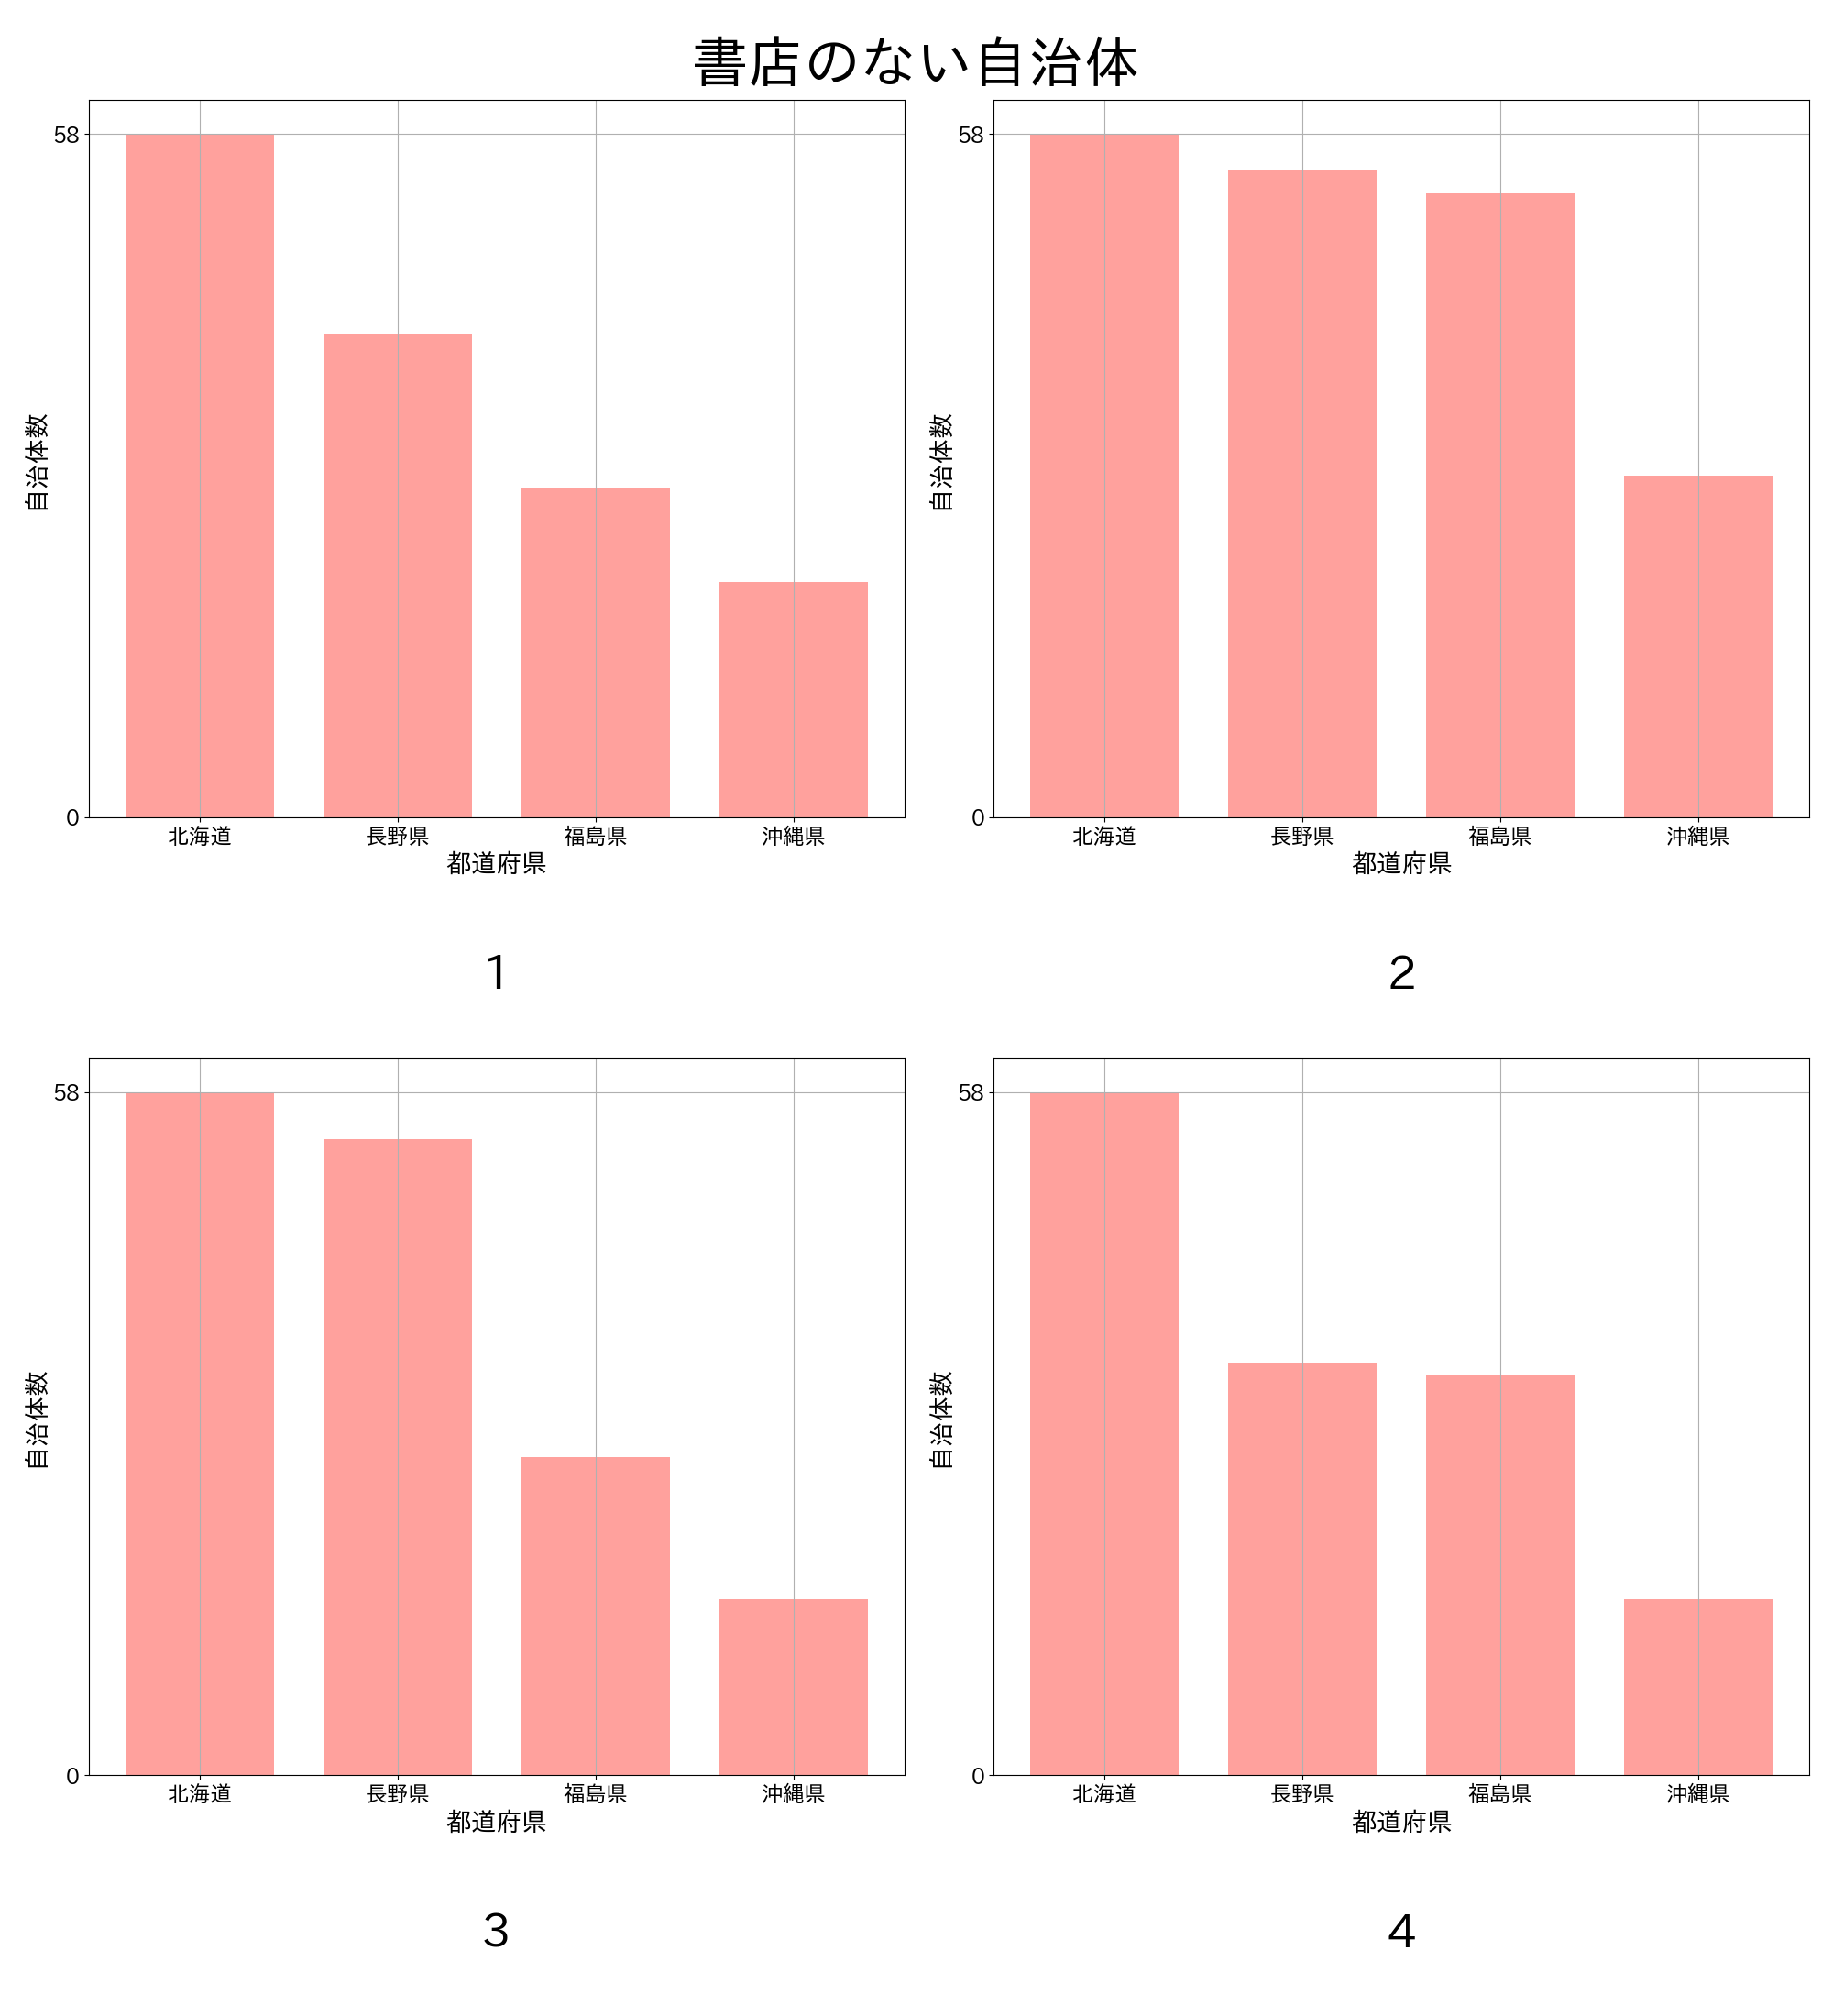 書店のない自治体
58
0
自治体数
北海道 長野県 福島県 沖縄県
都道府県
1
58
0
自治体数
北海道 長野県 福島県 沖縄県
都道府県
2
58
0
自治体数
北海道 長野県 福島県 沖縄県
都道府県
3
58
0
自治体数
北海道 長野県 福島県 沖縄県
都道府県
4